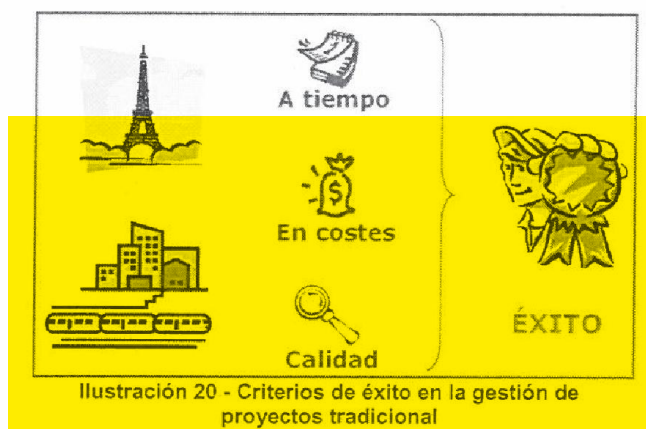 A tiempo
$
En costes
Calidad
ÉXITO
Ilustración 20 - Criterios de éxito en la gestión de
proyectos tradicional